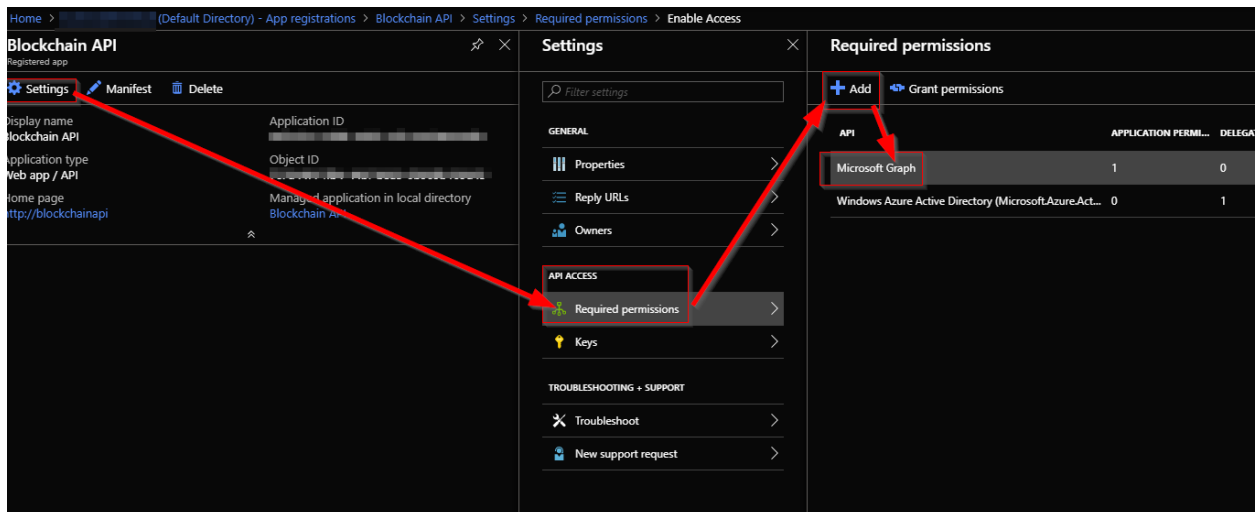 Home > (Default Directory) - App registrations > Blockchain API > Settings > Required permissions > Enable Access
Blockchain API
Registered app
Settings Manifest Delete
Display name
Blockchain API
Application type
Web app / API
Home page
http://blockchainapi
Application ID
Object ID
Managed application in local directory
Blockchain API
Settings
Filter settings
GENERAL
Properties
Reply URLs
Owners
API ACCESS
Required permissions
Keys
TROUBLESHOOTING + SUPPORT
Troubleshoot
New support request
Required permissions
Add Grant permissions
API APPLICATION PERMI... DELEGA
Microsoft Graph 1 0
Windows Azure Active Directory (Microsoft.Azure.Act... 0 1